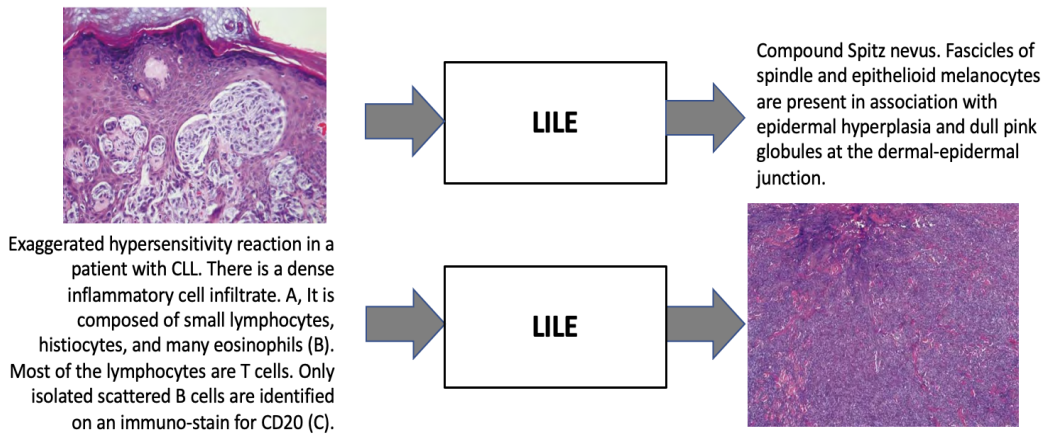 LILE
Compound Spitz nevus. Fascicles of
spindle and epithelioid melanocytes
are present in association with
epidermal hyperplasia and dull pink
globules at the dermal-epidermal
junction.
Exaggerated hypersensitivity reaction in a
patient with CLL. There is a dense
inflammatory cell infiltrate. A, It is
composed of small lymphocytes,
histiocytes, and many eosinophils (B).
Most of the lymphocytes are T cells. Only
isolated scattered B cells are identified
on an immuno-stain for CD20 (C).
LILE